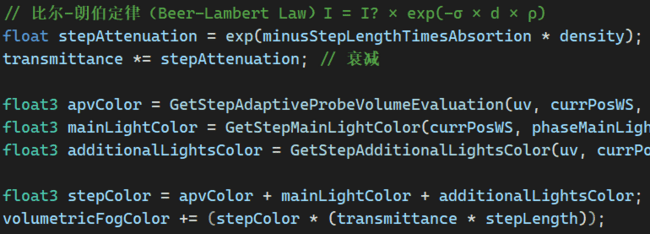 // 比尔-朗伯定律 (Beer-Lambert Law) I = I? × exp(-σ × d × ρ)
float stepAttenuation = exp(minusStepLengthTimesAbsortion * density);
transmittance *= stepAttenuation; // 衰减
float3 apvColor = GetStepAdaptiveProbeVolumeEvaluation(uv, currPosWS,
float3 mainLightColor = GetStepMainLightColor(currPosWS, phaseMainLigh
float3 additionalLightsColor = GetStepAdditionalLightsColor(uv, currPo
float3 stepColor = apvColor + mainLightColor + additionalLightsColor;
volumetricFogColor += (stepColor * (transmittance * stepLength));